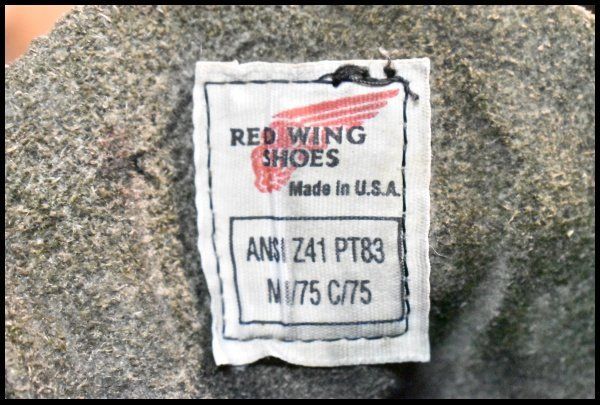 RED WING
SHOES
Made in U.S.A.
ANSI Z41 PT83
M I/75 C/75